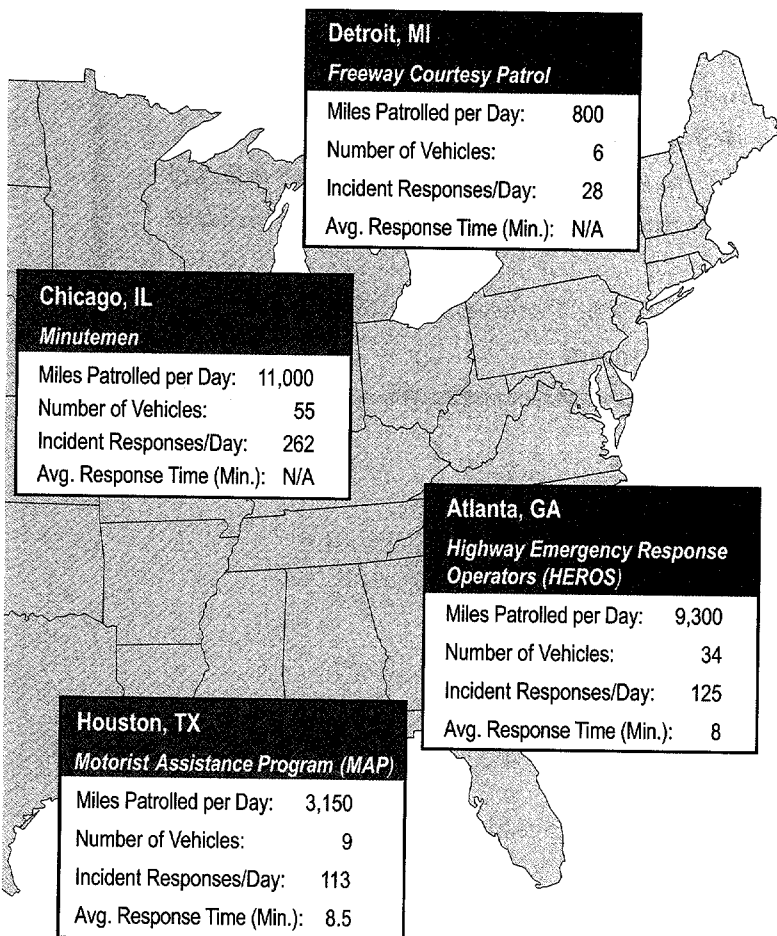 Detroit, MI
Freeway Courtesy Patrol
Miles Patrolled per Day: 800
Number of Vehicles: 6
Incident Responses/Day: 28
Avg. Response Time (Min.): N/A
Chicago, IL
Minutemen
Miles Patrolled per Day: 11,000
Number of Vehicles: 55
Incident Responses/Day: 262
Avg. Response Time (Min.): N/A
Atlanta, GA
Highway Emergency Response
Operators (HEROS)
Miles Patrolled per Day: 9,300
Number of Vehicles: 34
Incident Responses/Day: 125
Avg. Response Time (Min.): 8
Houston, TX
Motorist Assistance Program (MAP)
Miles Patrolled per Day: 3,150
Number of Vehicles: 9
Incident Responses/Day: 113
Avg. Response Time (Min.): 8.5